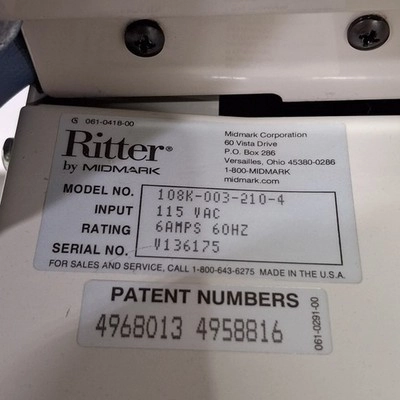 061-0418-00
Ritter®
by MIDMARK
Midmark Corporation
60 Vista Drive
P.O. Box 286
Versailles, Ohio 45380-0286
1-800-MIDMARK
midmark.com
MODEL NO. 108K-003-210-4
INPUT 115 VAC
RATING 6AMPS 60HZ
SERIAL NO. V136175
FOR SALES AND SERVICE, CALL 1-800-643-6275 MADE IN THE U.S.A.
PATENT NUMBERS
4968013 4958816
061-0291-00